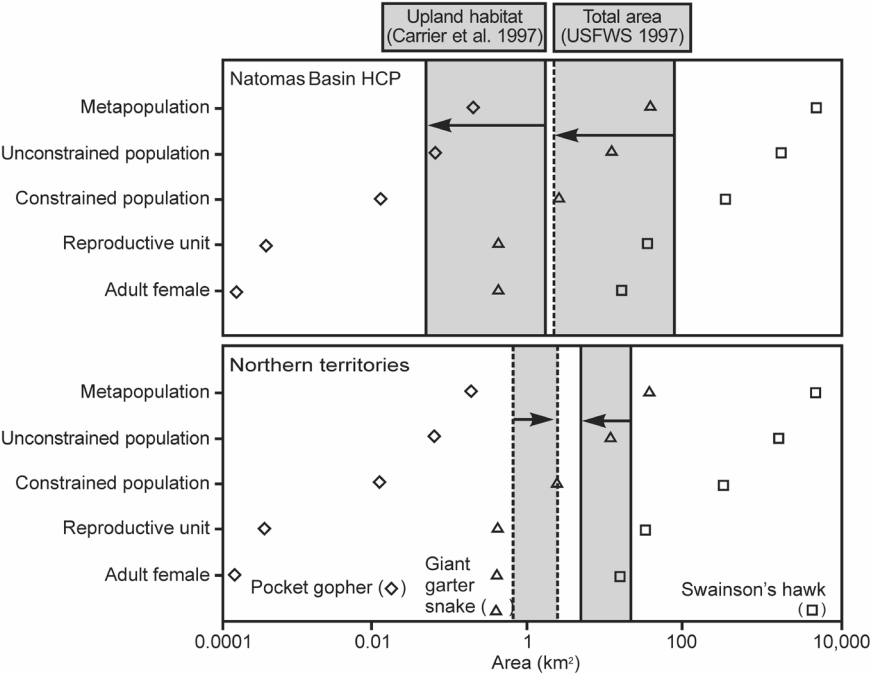 Upland habitat
(Carrier et al. 1997)
Total area
(USFWS 1997)
Natomas Basin HCP
Metapopulation
Unconstrained population
Constrained population
Reproductive unit
Adult female
Northern territories
Metapopulation
Unconstrained population
Constrained population
Reproductive unit
Adult female
Pocket gopher (◇)
Giant
garter
snake (△)
Swainson's hawk
(□)
0.0001
0.01
1
100
10,000
Area (km²)